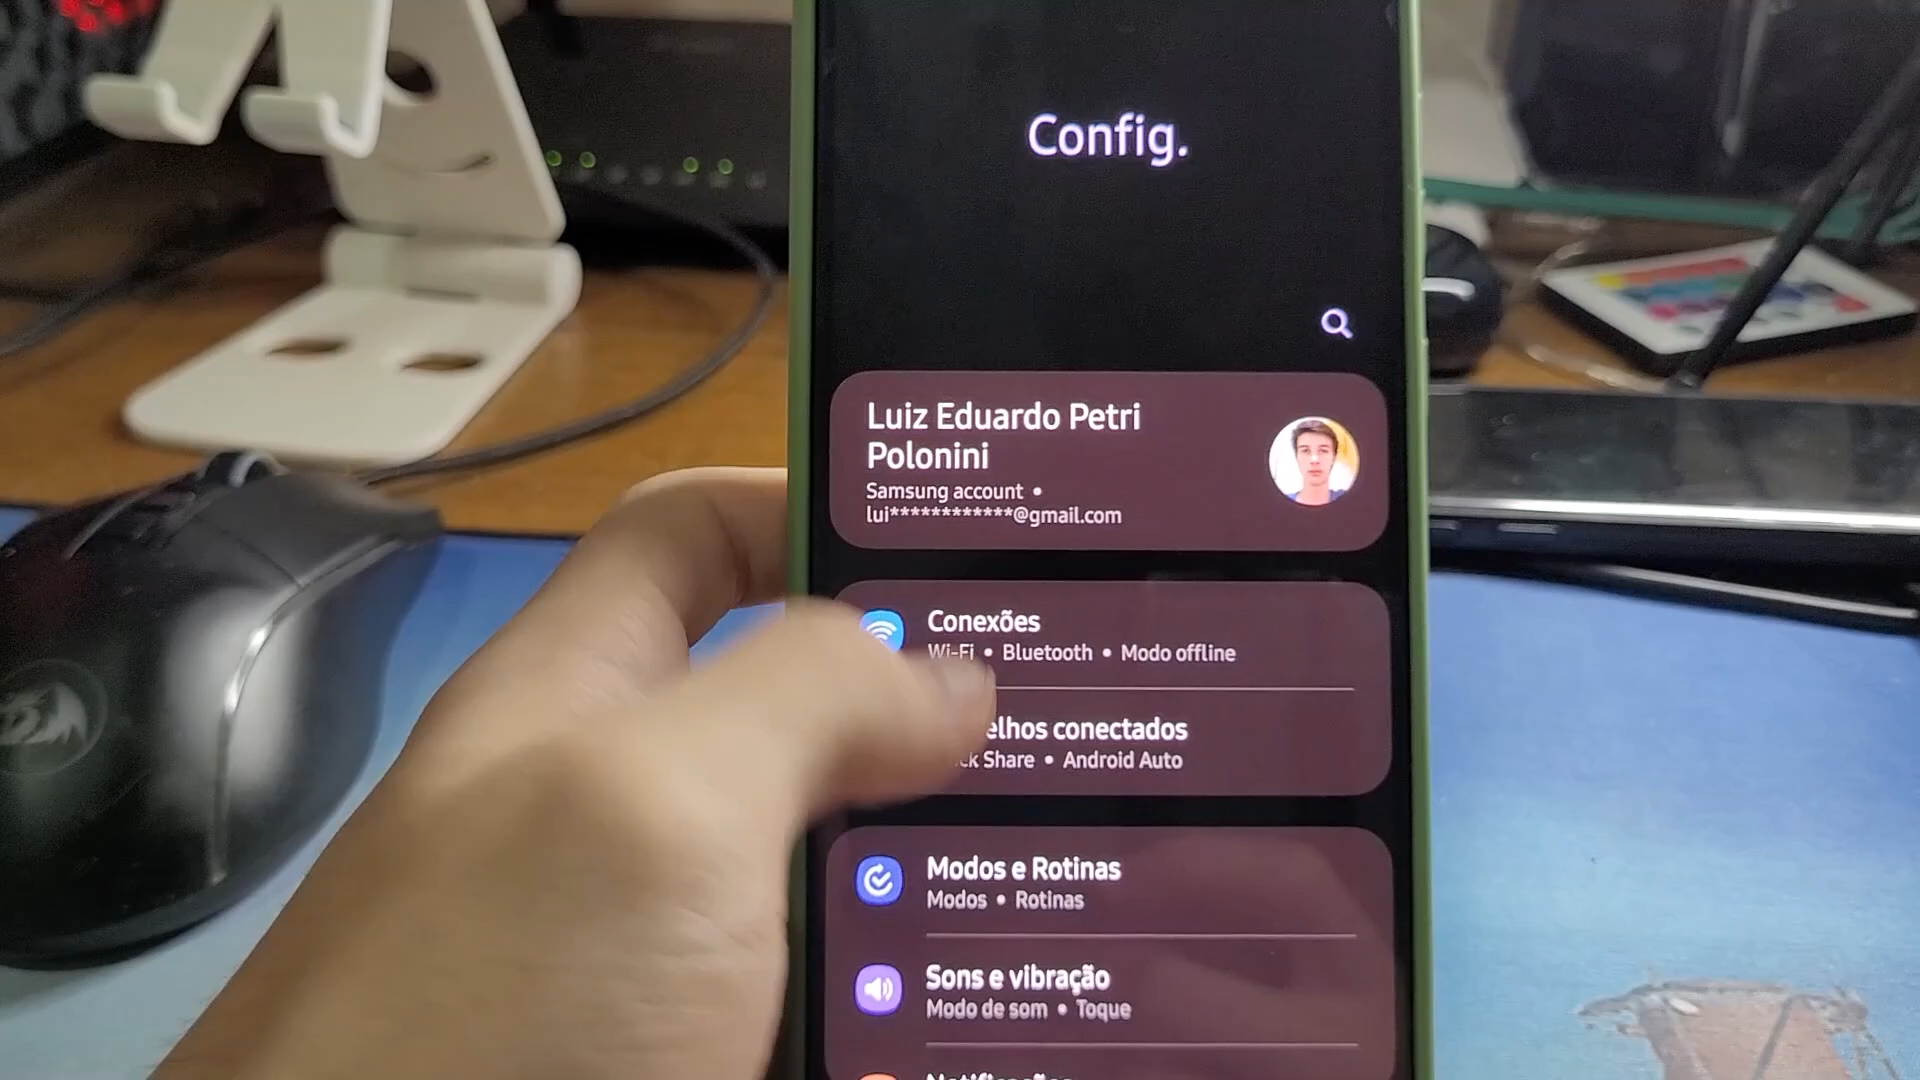 Config.
Luiz Eduardo Petri
Polonini
Samsung account •
lui************@gmail.com
Conexões
Wi-Fi • Bluetooth • Modo offline
elhos conectados
ck Share • Android Auto
Modos e Rotinas
Modos • Rotinas
Sons e vibração
Modo de som • Toque